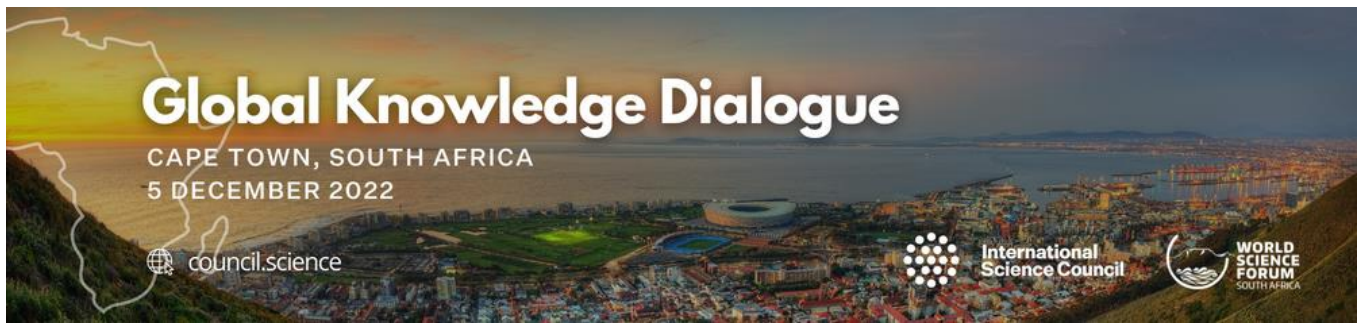 Global Knowledge Dialogue
CAPE TOWN, SOUTH AFRICA
5 DECEMBER 2022
council.science
International
Science Council
WORLD
SCIENCE
FORUM
SOUTH AFRICA